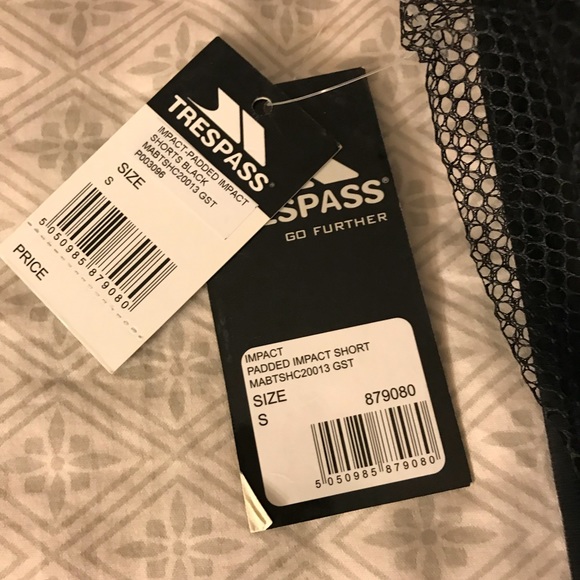 TRESPASS®
IMPACT-PADDED IMPACT
SHORTS BLACK
MABTSHC20013 GST
P003096
SIZE
S
5 050985 879080
PRICE
ESPASS®
GO FURTHER
IMPACT
PADDED IMPACT SHORT
MABTSHC20013 GST
SIZE 879080
S
5 050985 879080